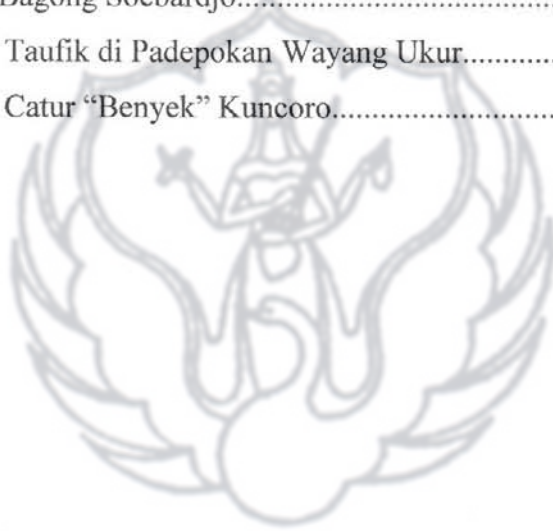 Bagong Soebardjo..........................................
Taufik di Padepokan Wayang Ukur.............
Catur “Benyek” Kuncoro............................